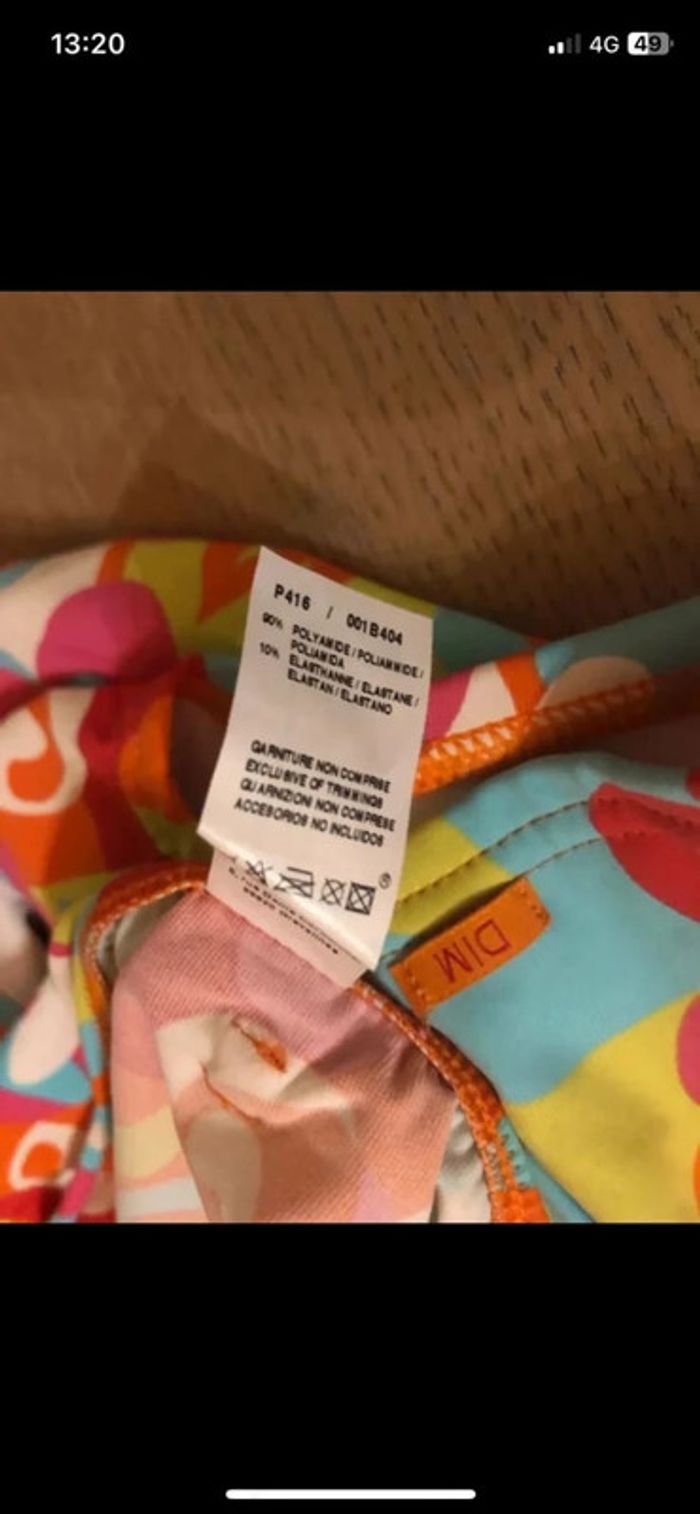 13:20
4G 49
P416 / 001B404
90% POLYAMIDE / POLIAMMIDE /
POLIAMIDA
10% ELASTHANNE / ELASTANE /
ELASTAN / ELASTANO
GARNITURE NON COMPRISE
EXCLUSIVE OF TRIMMINGS
GUARNIZIONI NON COMPRESE
ACCESORIOS NO INCLUIDOS
®
DIM